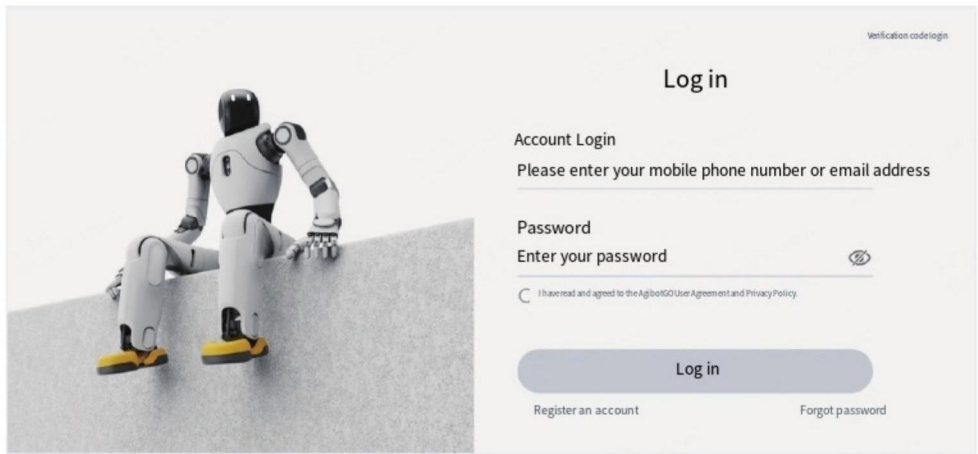 Verification code login
Log in
Account Login
Please enter your mobile phone number or email address
Password
Enter your password
I have read and agreed to the AgibotGO User Agreement and Privacy Policy.
Log in
Register an account
Forgot password